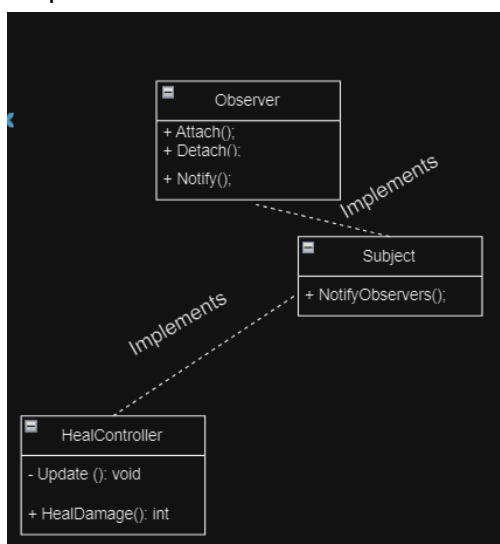 Observer
+ Attach();
+ Detach():
+ Notify();
Implements
Subject
+ NotifyObservers();
Implements
HealController
- Update (): void
+ HealDamage(): int